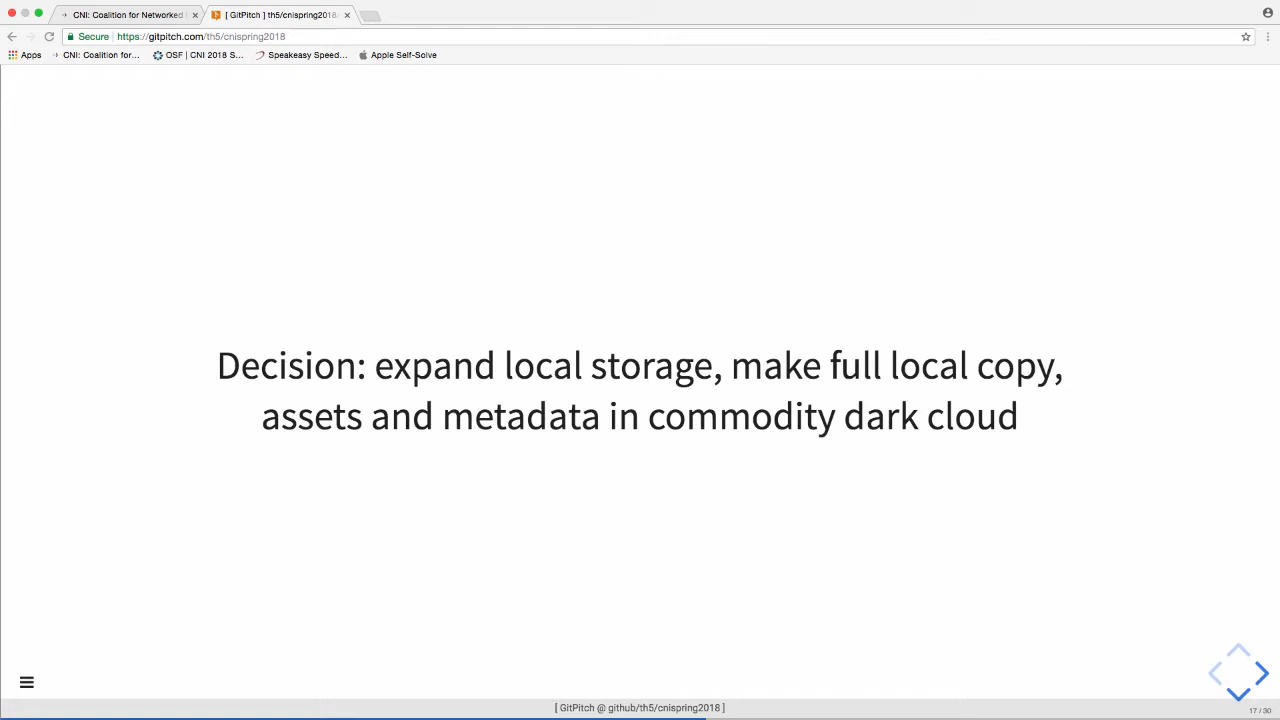 CNI: Coalition for Networked
[ GitPitch ] th5/cnispring2018
Secure https://gitpitch.com/th5/cnispring2018
Apps CNI: Coalition for... OSF | CNI 2018 S... Speakeasy Speed... Apple Self-Solve
Decision: expand local storage, make full local copy,
assets and metadata in commodity dark cloud
[ GitPitch @ github/th5/cnispring2018 ]
17 / 30